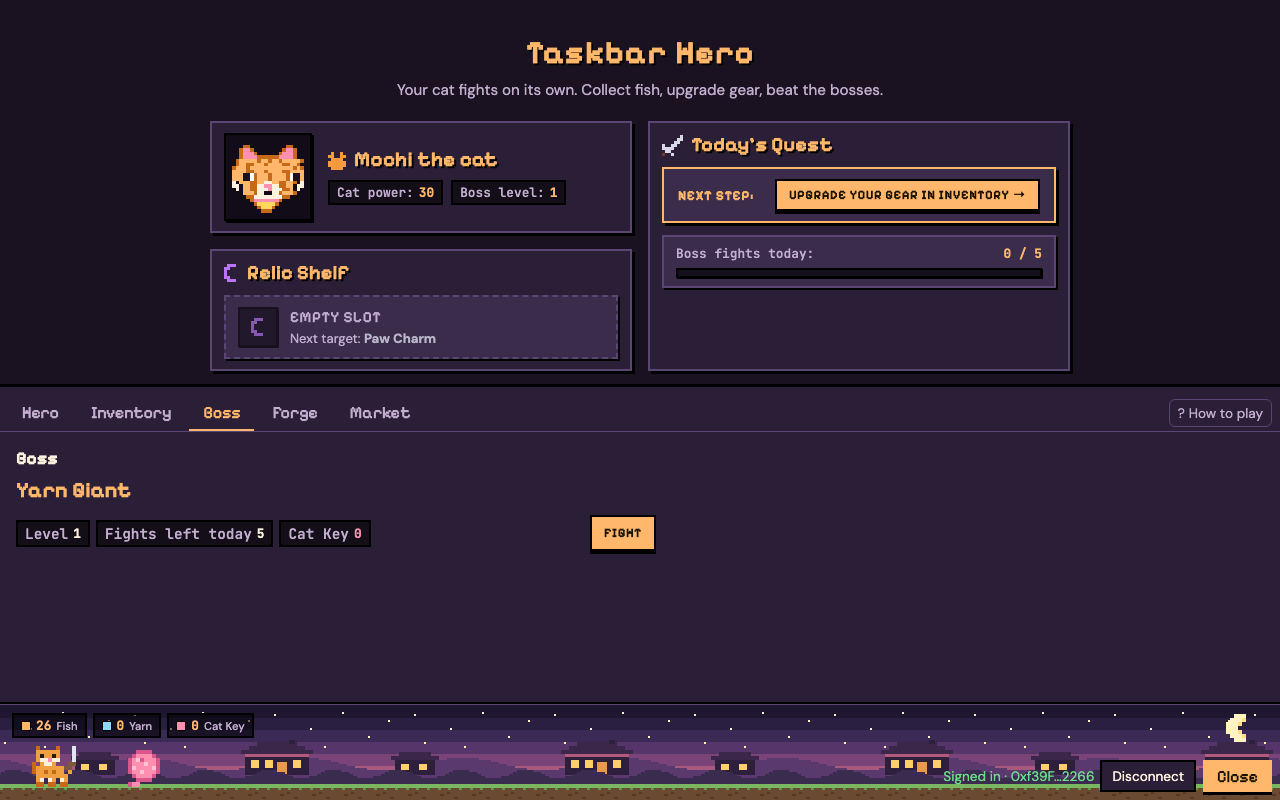 Taskbar Hero
Your cat fights on its own. Collect fish, upgrade gear, beat the bosses.
Mochi the cat
Cat power: 30
Boss level: 1
Relic Shelf
EMPTY SLOT
Next target: Paw Charm
Today's Quest
NEXT STEP:
UPGRADE YOUR GEAR IN INVENTORY →
Boss fights today:
0 / 5
Hero
Inventory
Boss
Forge
Market
? How to play
Boss
Yarn Giant
Level 1
Fights left today 5
Cat Key 0
FIGHT
26 Fish
0 Yarn
0 Cat Key
Signed in · 0xf39F…2266
Disconnect
Close